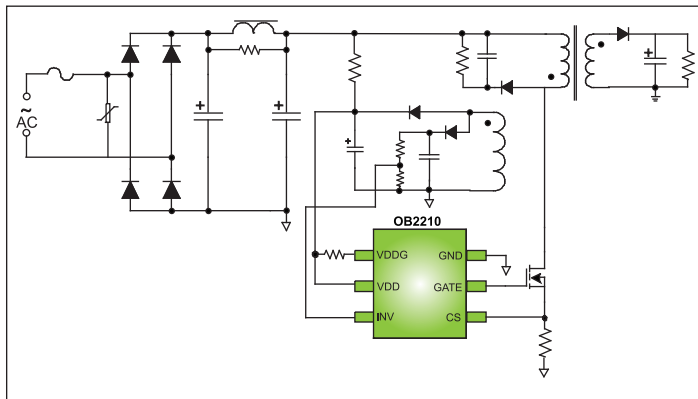 ~
AC
+
+
+
+
OB2210
VDDG
GND
VDD
GATE
INV
CS